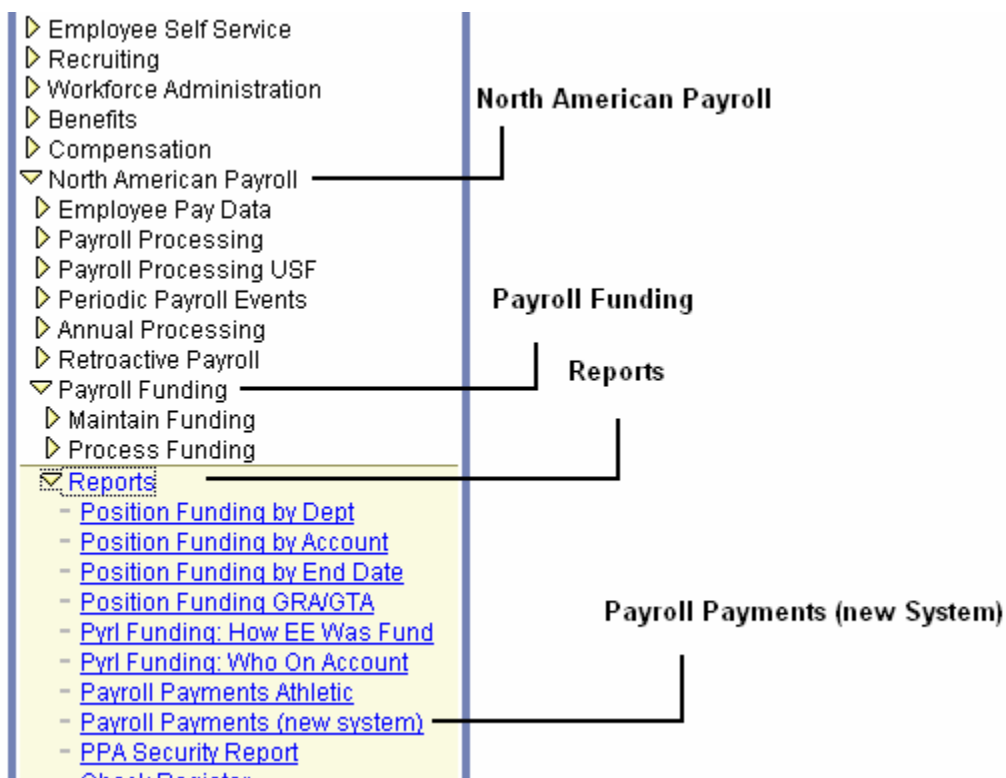 Employee Self Service
Recruiting
Workforce Administration
Benefits
Compensation
North American Payroll
Employee Pay Data
Payroll Processing
Payroll Processing USF
Periodic Payroll Events
Annual Processing
Retroactive Payroll
Payroll Funding
Maintain Funding
Process Funding
Reports
Position Funding by Dept
Position Funding by Account
Position Funding by End Date
Position Funding GRA/GTA
Pyrl Funding: How EE Was Fund
Pyrl Funding: Who On Account
Payroll Payments Athletic
Payroll Payments (new system)
PPA Security Report
Check Register
North American Payroll
Payroll Funding
Reports
Payroll Payments (new System)